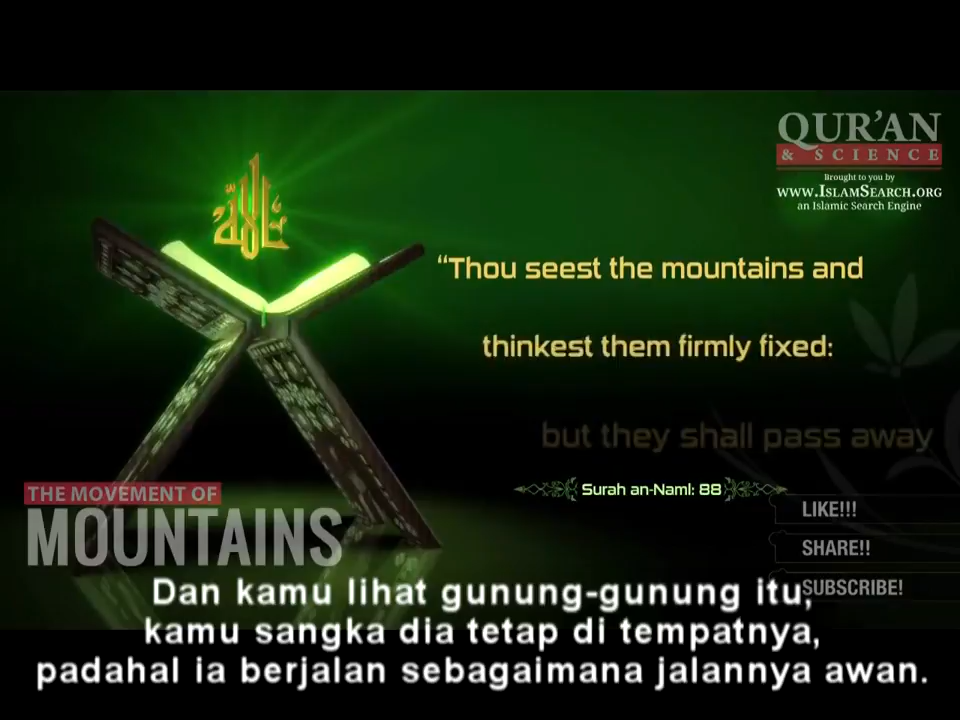 QUR'AN
& SCIENCE
Brought to you by
WWW.ISLAMSEARCH.ORG
an Islamic Search Engine
الله
“Thou seest the mountains and
thinkest them firmly fixed:
but they shall pass away
Surah an-Naml: 88
THE MOVEMENT OF
MOUNTAINS
LIKE!!!
SHARE!!
SUBSCRIBE!
Dan kamu lihat gunung-gunung itu,
kamu sangka dia tetap di tempatnya,
padahal ia berjalan sebagaimana jalannya awan.